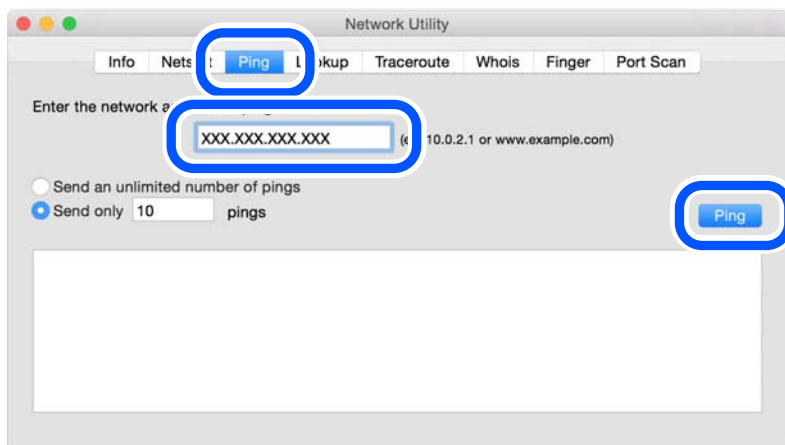 Network Utility
Info Ping Traceroute Whois Finger Port Scan
Enter the network
XXX.XXX.XXX.XXX 10.0.2.1 or www.example.com)
Send an unlimited number of pings
Send only 10 pings
Ping